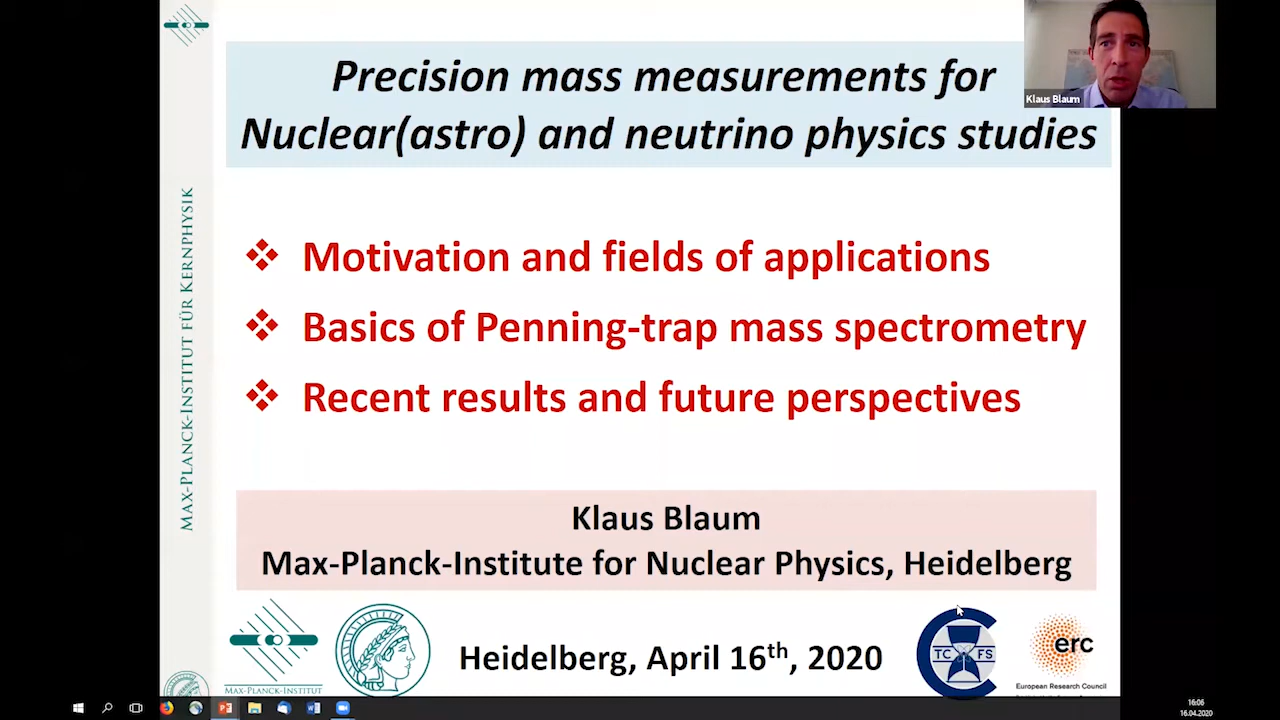 Precision mass measurements for
Nuclear(astro) and neutrino physics studies
Klaus Blaum
Motivation and fields of applications
Basics of Penning-trap mass spectrometry
Recent results and future perspectives
MAX-PLANCK-INSTITUT FÜR KERNPHYSIK
Klaus Blaum
Max-Planck-Institute for Nuclear Physics, Heidelberg
Heidelberg, April 16th, 2020
MAX-PLANCK-INSTITUT
TC FS
erc
European Research Council
16:06
16.04.2020